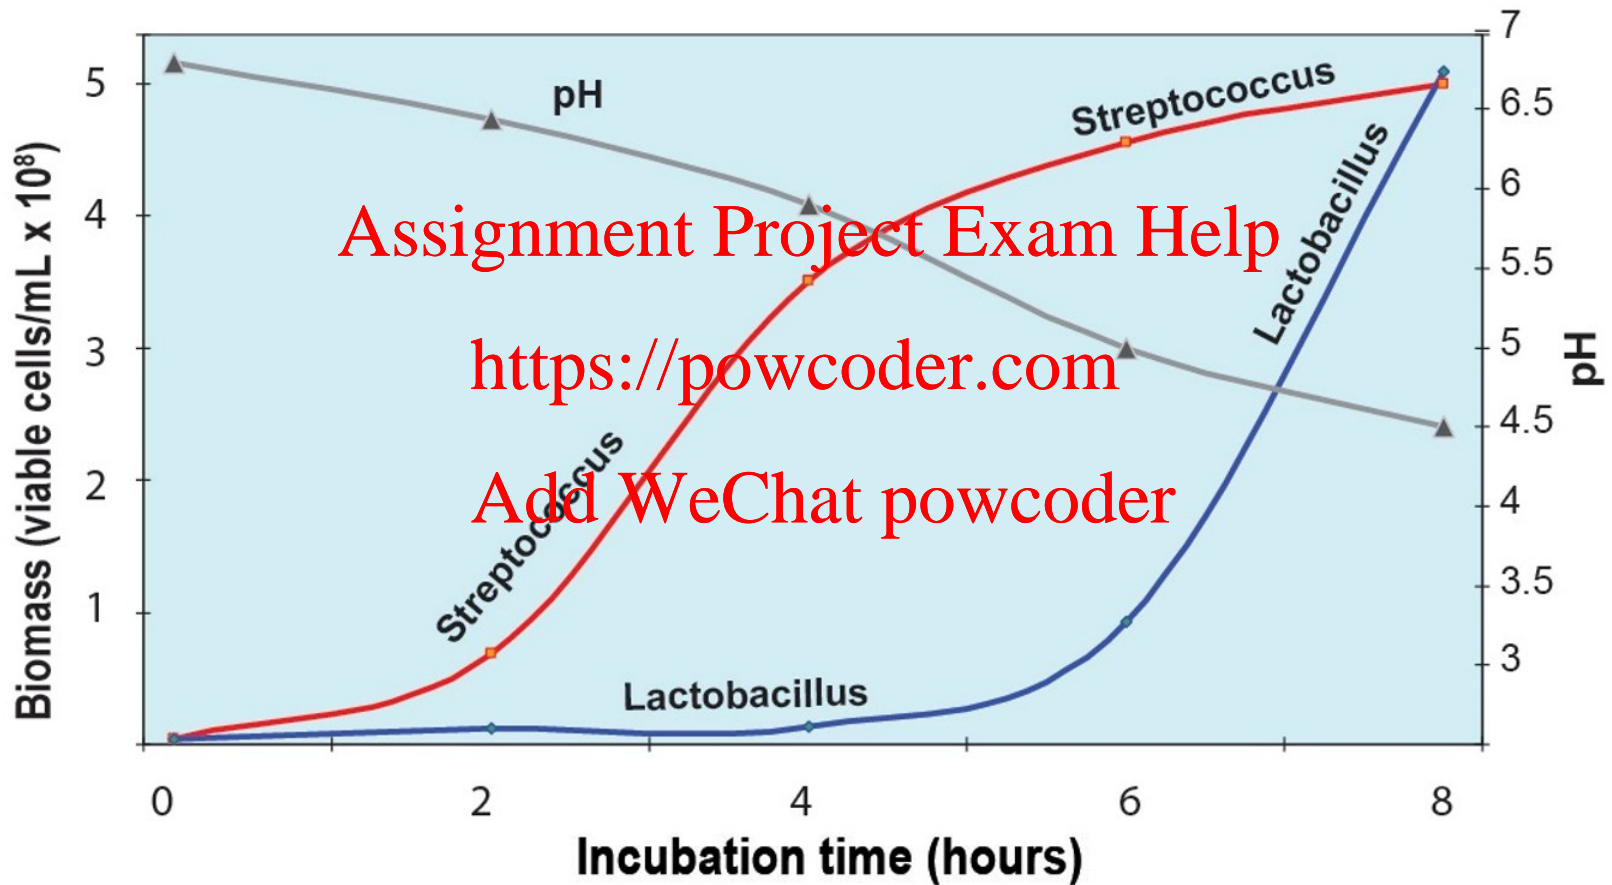 7
pH
Streptococcus
5
6.5
6
4
Assignment Project Exam Help
Lactobacillus
5.5
Biomass (viable cells/mL x 10⁸)
3
https://powcoder.com
5
pH
4.5
2
Streptococcus
Add WeChat powcoder
4
3.5
1
Lactobacillus
3
0 2 4 6 8
Incubation time (hours)